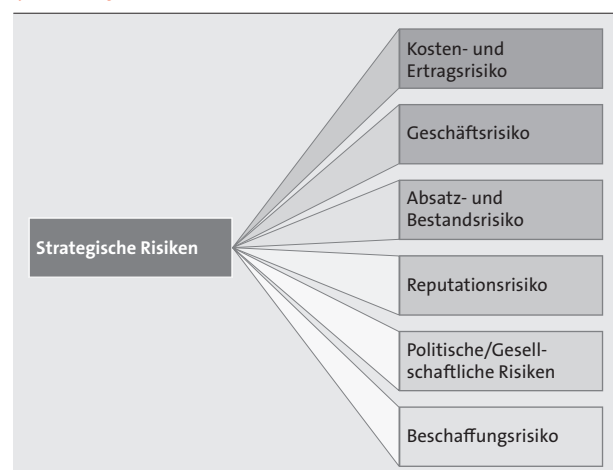 Strategische Risiken
Kosten- und
Ertragsrisiko
Geschäftsrisiko
Absatz- und
Bestandsrisiko
Reputationsrisiko
Politische/Gesell-
schaftliche Risiken
Beschaffungsrisiko